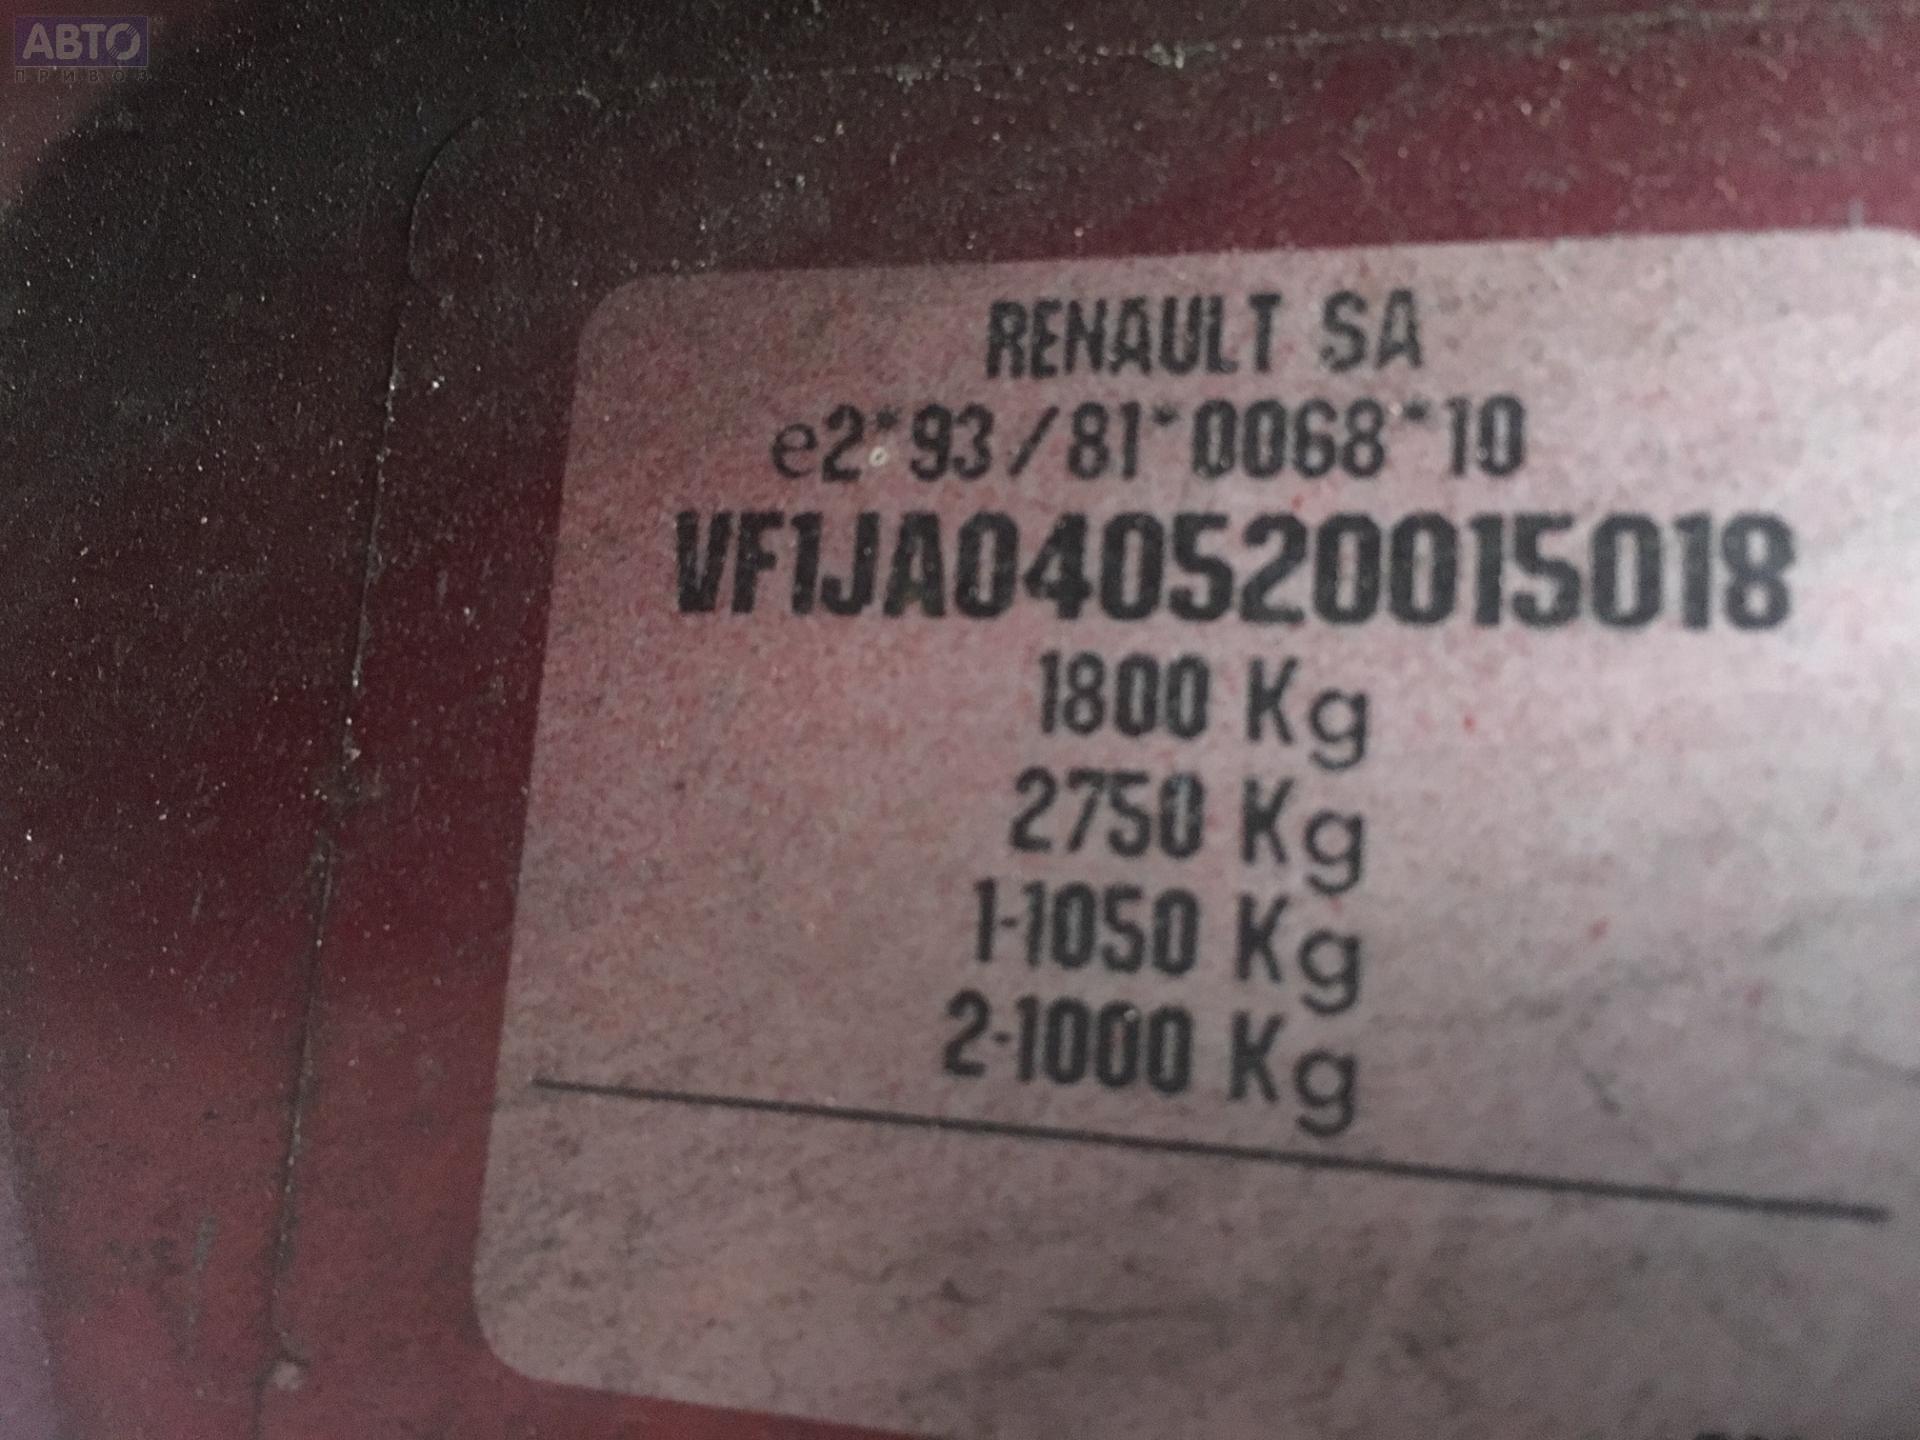 АВТО
ПРИВОЗ
RENAULT SA
e2*93/81*0068*10
VF1JA040520015018
1800 Kg
2750 Kg
1-1050 Kg
2-1000 Kg